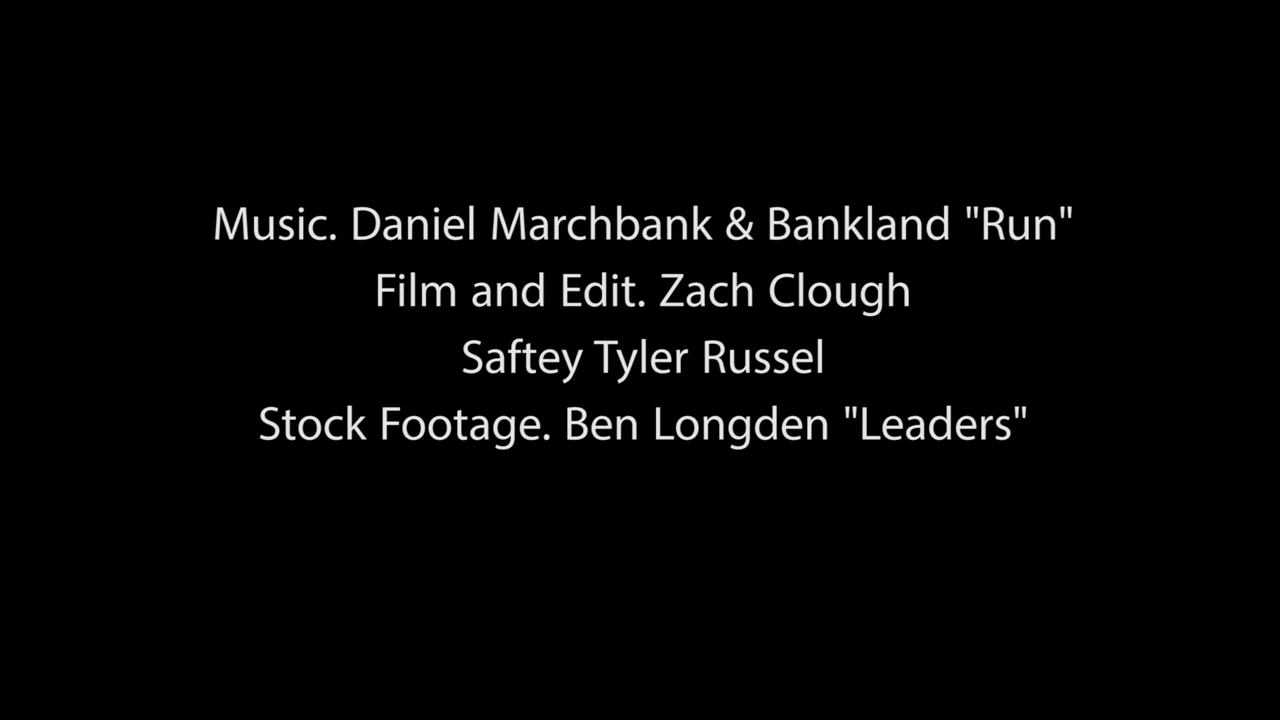 Music. Daniel Marchbank & Bankland "Run"
Film and Edit. Zach Clough
Saftey Tyler Russel
Stock Footage. Ben Longden "Leaders"